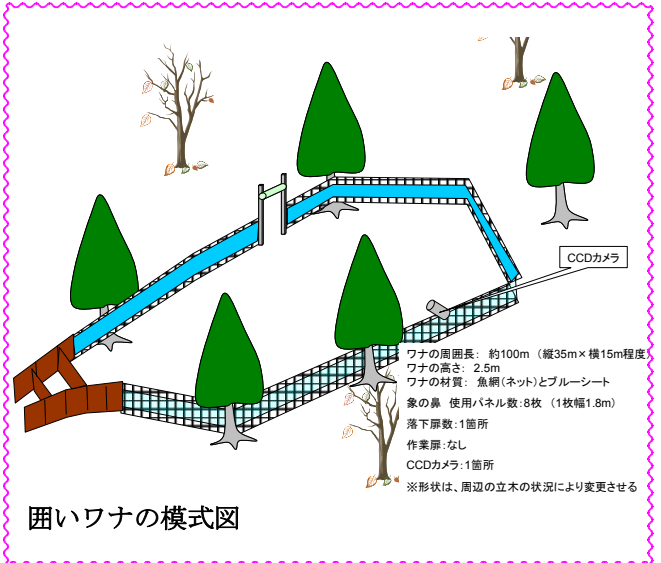 CCDカメラ
ワナの周囲長： 約100m （縦35m×横15m程度）
ワナの高さ： 2.5m
ワナの材質： 魚網（ネット）とブルーシート
象の鼻 使用パネル数：8枚 （1枚幅1.8m）
落下扉数：1箇所
作業扉：なし
CCDカメラ：1箇所
※形状は、周辺の立木の状況により変更させる
囲いワナの模式図